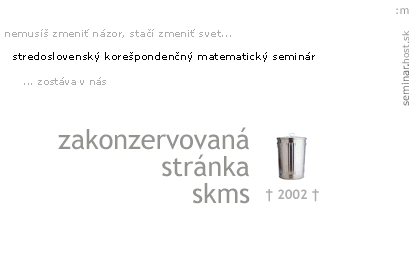 :m
nemusíš zmeniť názor, stačí zmeniť svet...
stredoslovenský korešpondenčný matematický seminár
... zostáva v nás
seminar.host.sk
zakonzervovaná
stránka
skms
† 2002 †